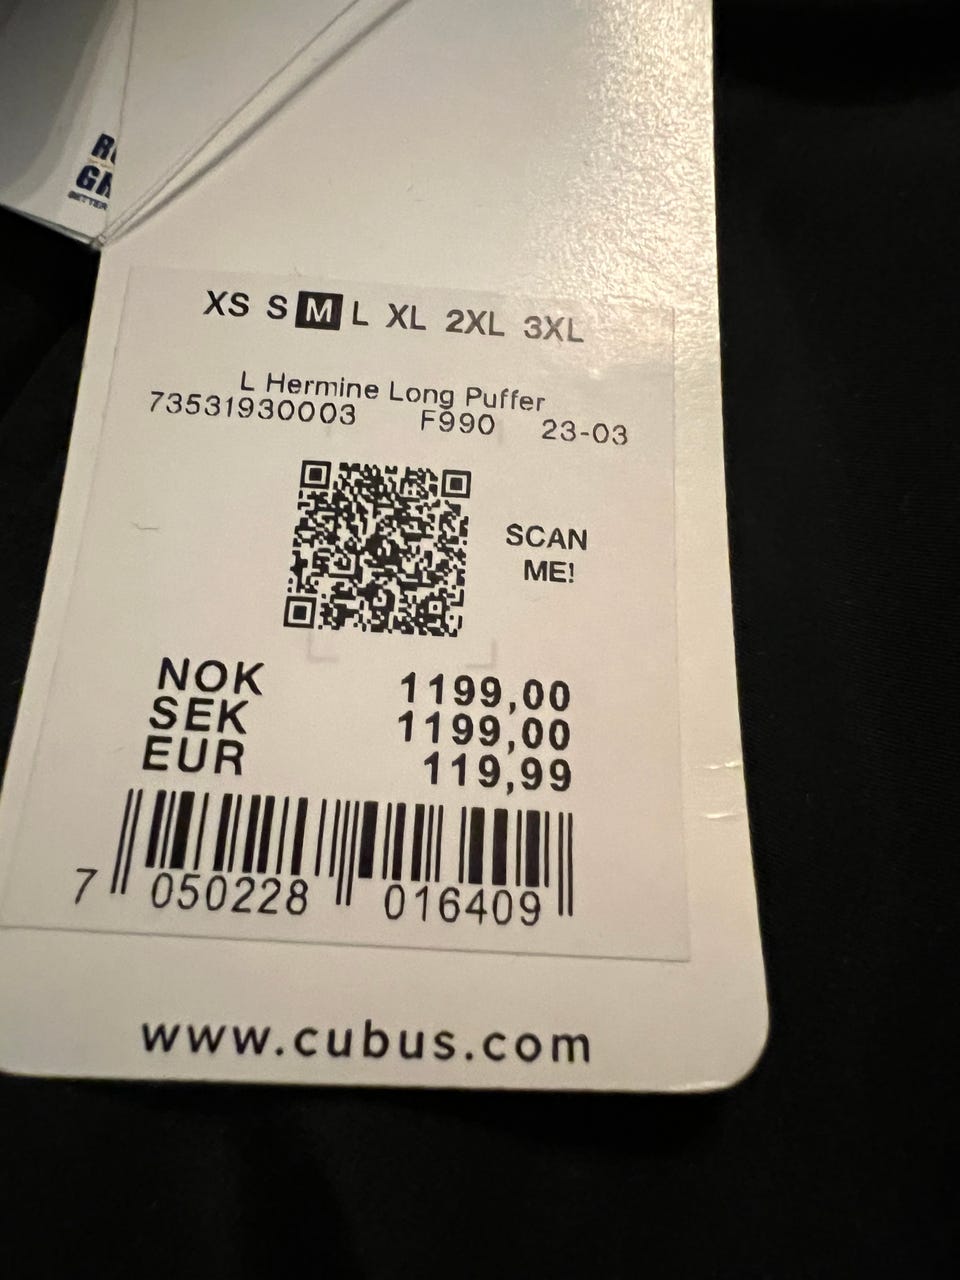 BETTER
XS S M L XL 2XL 3XL
L Hermine Long Puffer
73531930003 F990 23-03
SCAN
ME!
NOK 1199,00
SEK 1199,00
EUR 119,99
7 050228 016409
www.cubus.com